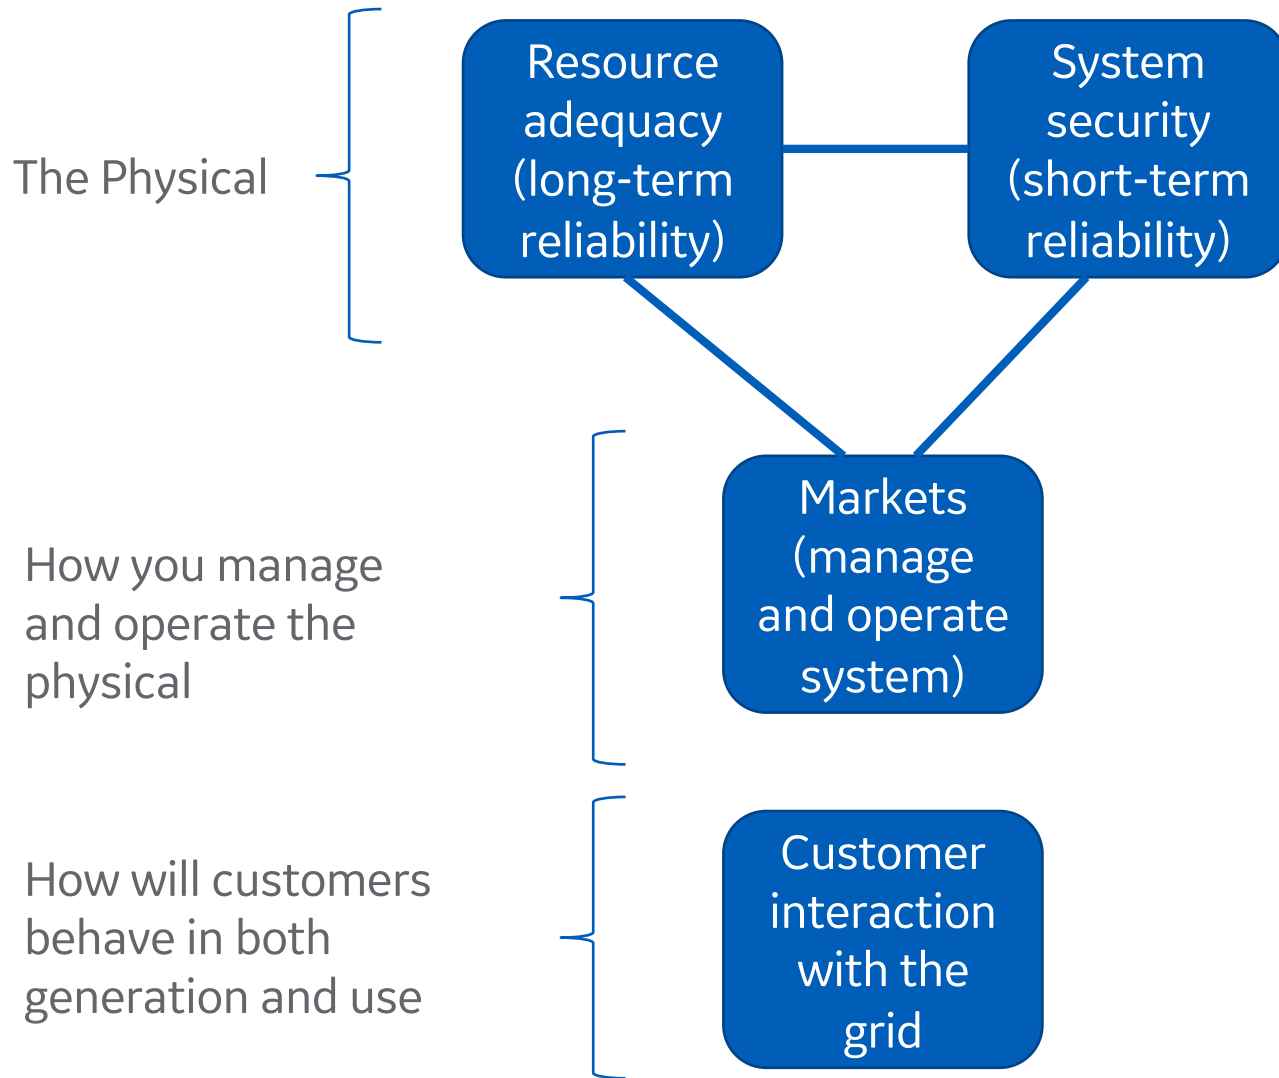 The Physical
Resource
adequacy
(long-term
reliability)
System
security
(short-term
reliability)
How you manage
and operate the
physical
Markets
(manage
and operate
system)
How will customers
behave in both
generation and use
Customer
interaction
with the
grid